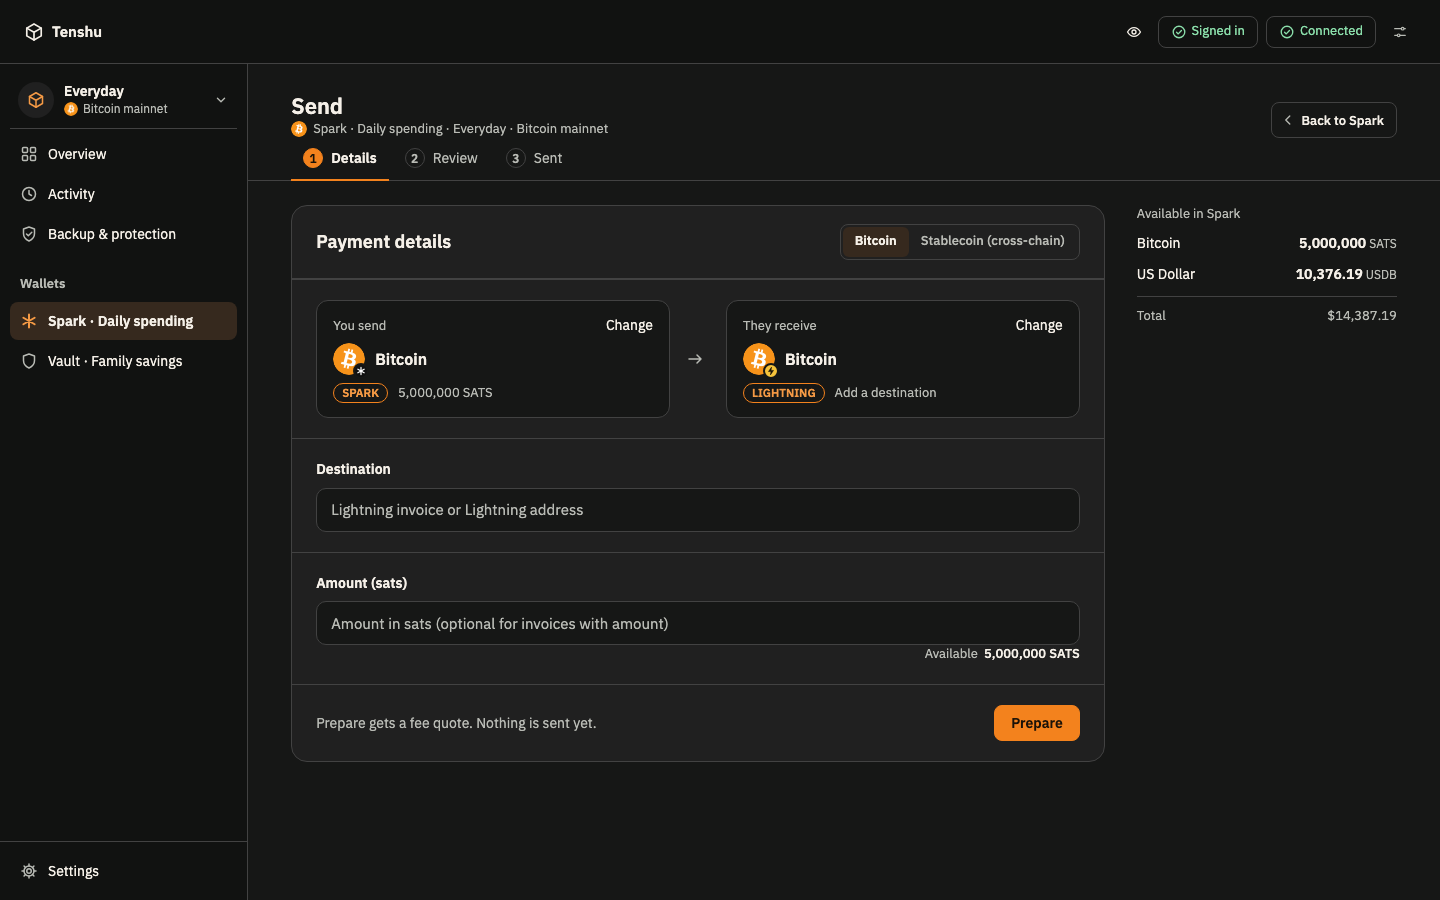 Tenshu
Signed in
Connected
Everyday
Bitcoin mainnet
Overview
Activity
Backup & protection
Wallets
Spark · Daily spending
Vault · Family savings
Settings
Send
Spark · Daily spending · Everyday · Bitcoin mainnet
Back to Spark
1 Details
2 Review
3 Sent
Payment details
Bitcoin
Stablecoin (cross-chain)
You send
Change
Bitcoin
SPARK
5,000,000 SATS
They receive
Change
Bitcoin
LIGHTNING
Add a destination
Destination
Lightning invoice or Lightning address
Amount (sats)
Amount in sats (optional for invoices with amount)
Available 5,000,000 SATS
Prepare gets a fee quote. Nothing is sent yet.
Prepare
Available in Spark
Bitcoin 5,000,000 SATS
US Dollar 10,376.19 USDB
Total $14,387.19